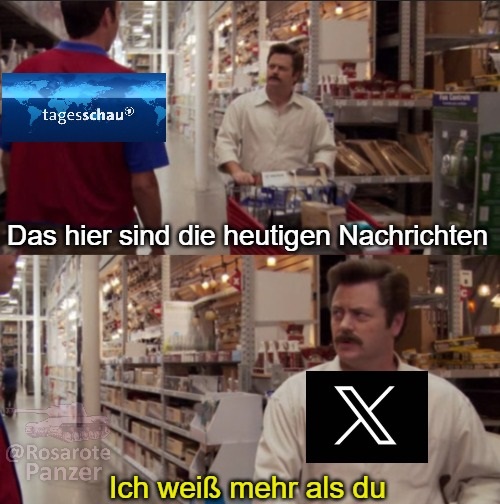 tagesschau
Das hier sind die heutigen Nachrichten
X
@Rosarote
Panzer
Ich weiß mehr als du